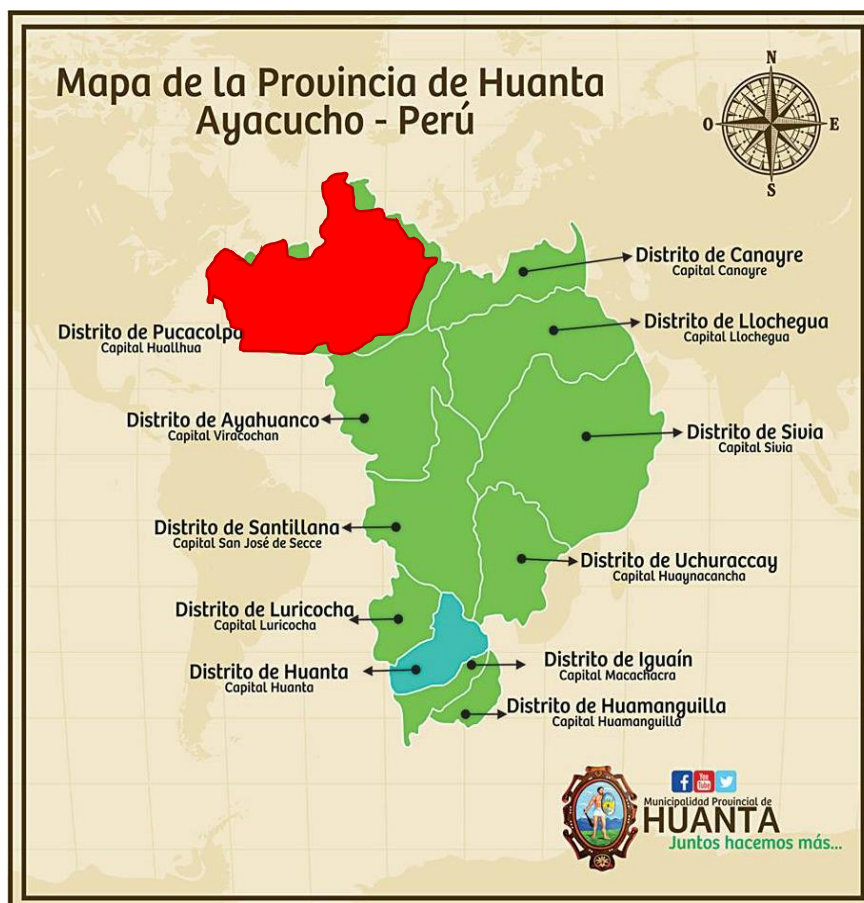 Mapa de la Provincia de Huanta
Ayacucho - Perú
N
O
E
S
Distrito de Canayre
Capital Canayre
Distrito de Llochegua
Capital Llochegua
Distrito de Pucacolpa
Capital Huallhua
Distrito de Ayahuanco
Capital Viracochan
Distrito de Sivia
Capital Sivia
Distrito de Santillana
Capital San José de Secce
Distrito de Uchuraccay
Capital Huaynacancha
Distrito de Luricocha
Capital Luricocha
Distrito de Huanta
Capital Huanta
Distrito de Iguaín
Capital Macachacra
Distrito de Huamanguilla
Capital Huamanguilla
You
Tube
Municipalidad Provincial de
HUANTA
Juntos hacemos más...